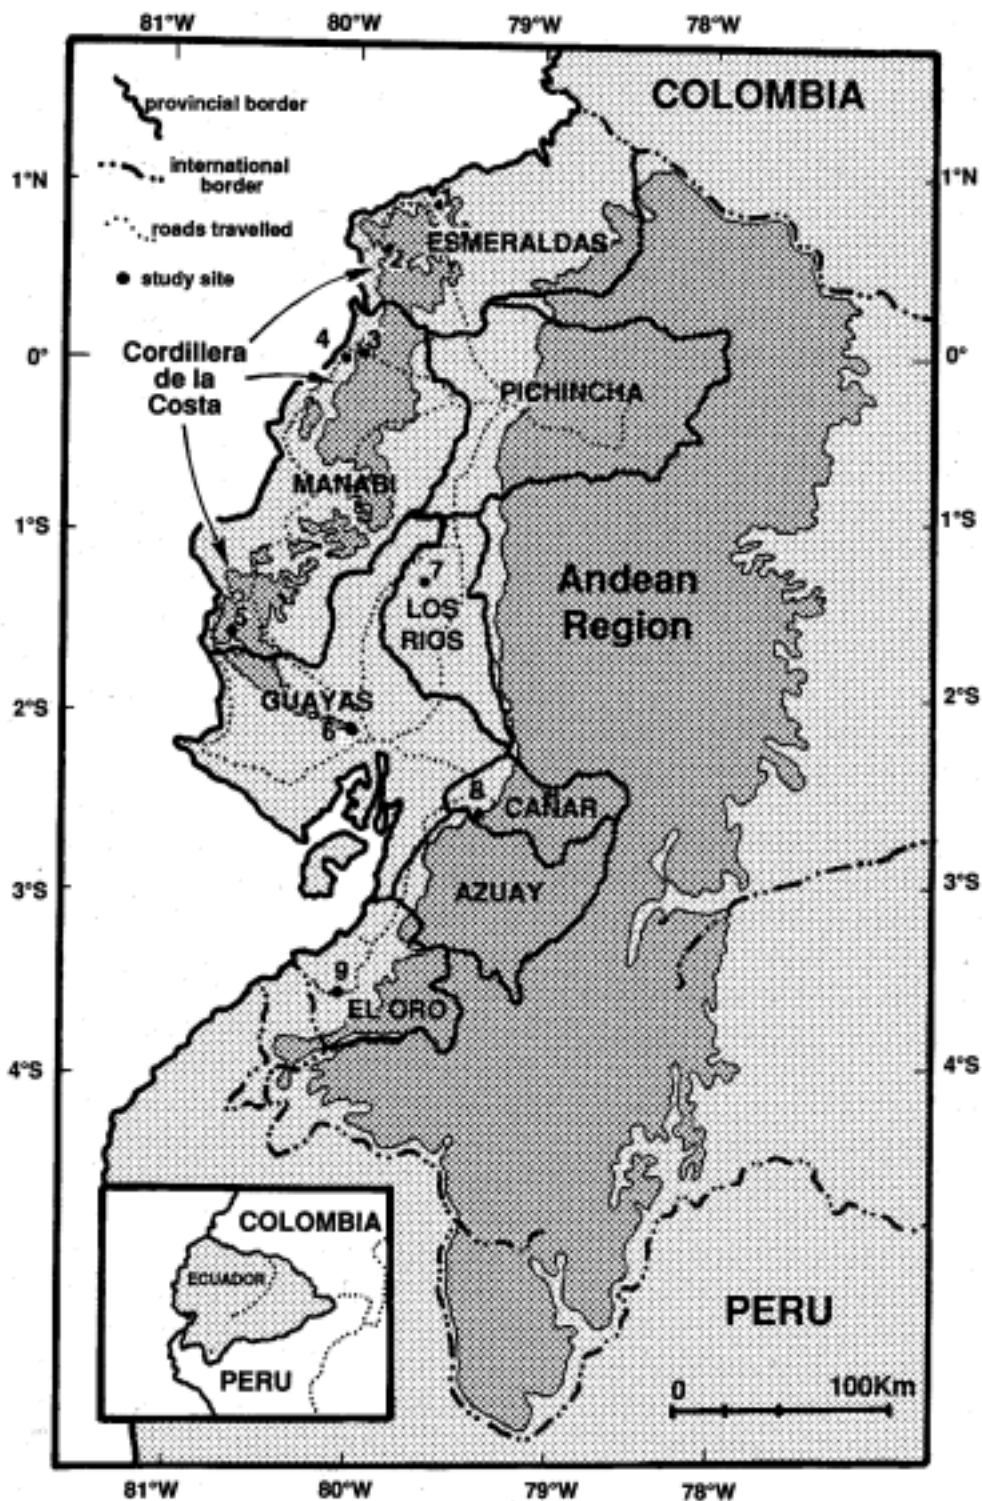 81°W 80°W 79°W 78°W
COLOMBIA
provincial border
international
border
roads travelled
study site
1°N 1°N
1
ESMERALDAS
2
0° 0°
4 3
Cordillera
de la
Costa
PICHINCHA
MANABI
1°S 1°S
7
Andean
Region
LOS
RIOS
5
2°S 2°S
GUAYAS
6
8
CAÑAR
3°S 3°S
AZUAY
9
EL ORO
4°S 4°S
COLOMBIA
ECUADOR
PERU
PERU
0 100Km
81°W 80°W 79°W 78°W